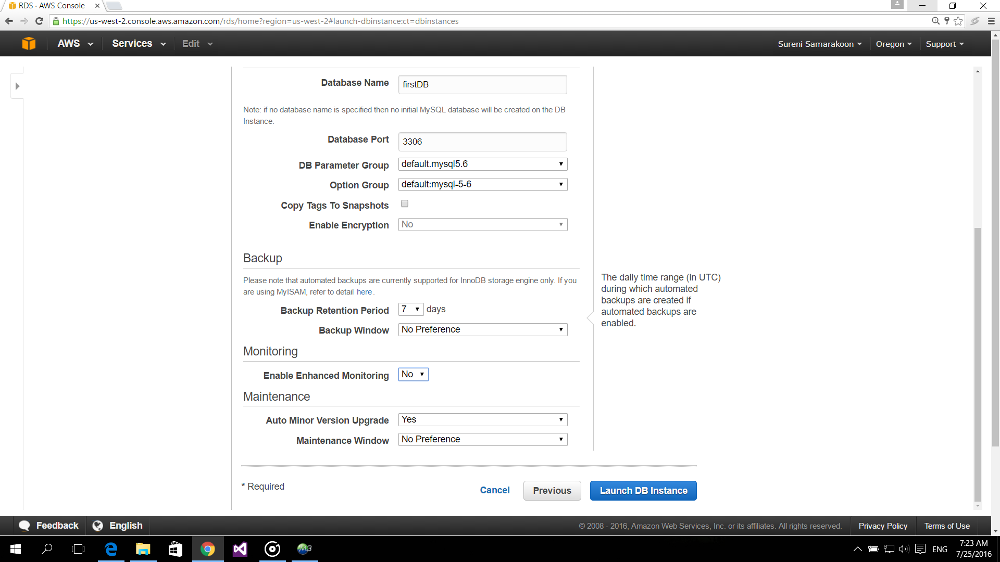 RDS · AWS Console
https://us-west-2.console.aws.amazon.com/rds/home?region=us-west-2#launch-dbinstance:ct=dbinstances
AWS Services Edit Sureni Samarakoon Oregon Support
Database Name firstDB
Note: if no database name is specified then no initial MySQL database will be created on the DB
Instance.
Database Port 3306
DB Parameter Group default.mysql5.6
Option Group default:mysql-5-6
Copy Tags To Snapshots
Enable Encryption No
Backup
Please note that automated backups are currently supported for InnoDB storage engine only. If you
are using MyISAM, refer to detail here.
Backup Retention Period 7 days
Backup Window No Preference
The daily time range (in UTC)
during which automated
backups are created if
automated backups are
enabled.
Monitoring
Enable Enhanced Monitoring No
Maintenance
Auto Minor Version Upgrade Yes
Maintenance Window No Preference
* Required Cancel Previous Launch DB Instance
Feedback English © 2008 - 2016, Amazon Web Services, Inc. or its affiliates. All rights reserved. Privacy Policy Terms of Use
ENG 7:23 AM
7/25/2016